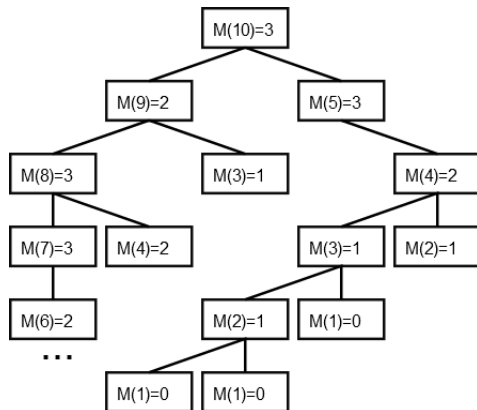 M(10)=3
M(9)=2 M(5)=3
M(8)=3 M(3)=1 M(4)=2
M(7)=3 M(4)=2 M(3)=1 M(2)=1
M(6)=2 M(2)=1 M(1)=0
...
M(1)=0 M(1)=0